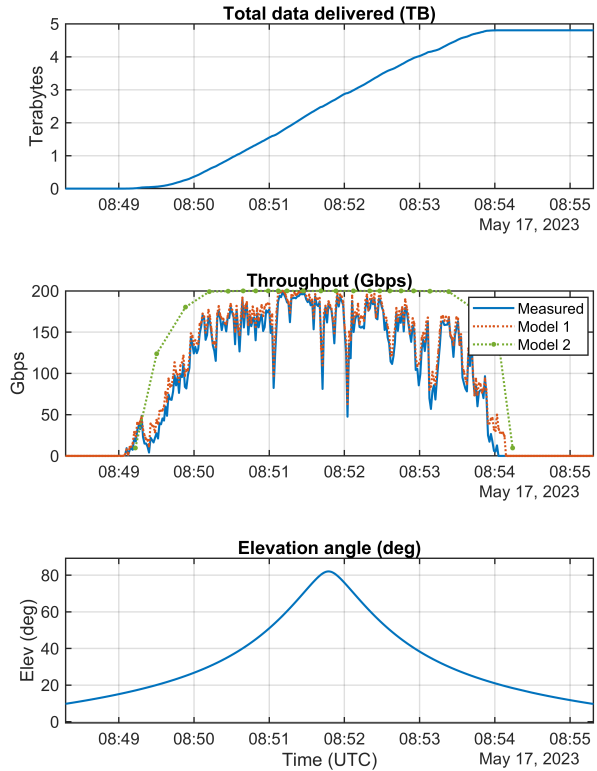 Total data delivered (TB)
5
4
3
2
1
0
Terabytes
08:49 08:50 08:51 08:52 08:53 08:54 08:55
May 17, 2023
Throughput (Gbps)
200
150
100
50
0
Gbps
Measured
Model 1
Model 2
08:49 08:50 08:51 08:52 08:53 08:54 08:55
May 17, 2023
Elevation angle (deg)
80
60
40
20
0
Elev (deg)
08:49 08:50 08:51 08:52 08:53 08:54 08:55
Time (UTC)
May 17, 2023